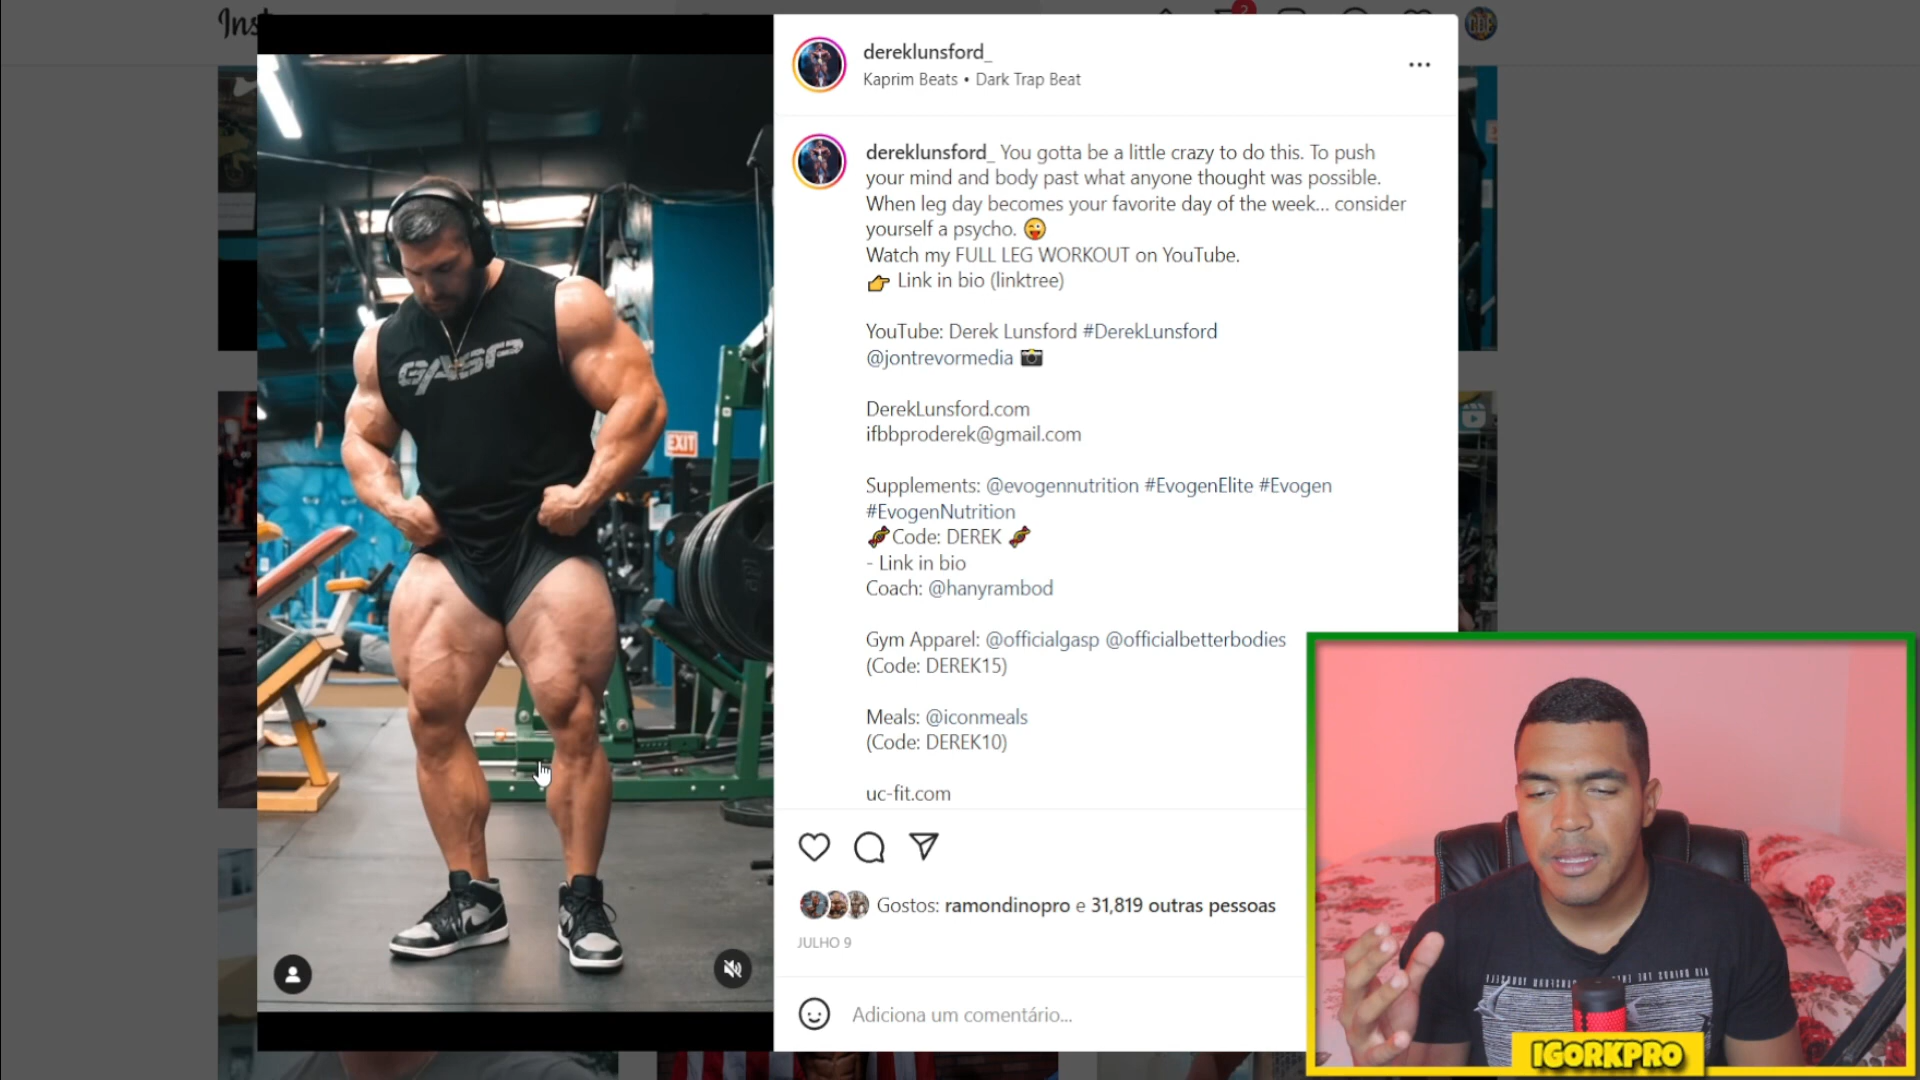 Inst
2
dereklunsford_
Kaprim Beats • Dark Trap Beat
dereklunsford_ You gotta be a little crazy to do this. To push
your mind and body past what anyone thought was possible.
When leg day becomes your favorite day of the week... consider
yourself a psycho. 😜
Watch my FULL LEG WORKOUT on YouTube.
👉 Link in bio (linktree)
YouTube: Derek Lunsford #DerekLunsford
@jontrevormedia 📷
DerekLunsford.com
ifbbproderek@gmail.com
Supplements: @evogennutrition #EvogenElite #Evogen
#EvogenNutrition
🧬Code: DEREK 🧬
- Link in bio
Coach: @hanyrambod
Gym Apparel: @officialgasp @officialbetterbodies
(Code: DEREK15)
Meals: @iconmeals
(Code: DEREK10)
uc-fit.com
Gostos: ramondinopro e 31,819 outras pessoas
JULHO 9
Adiciona um comentário...
GASP
EXIT
IGORKPRO